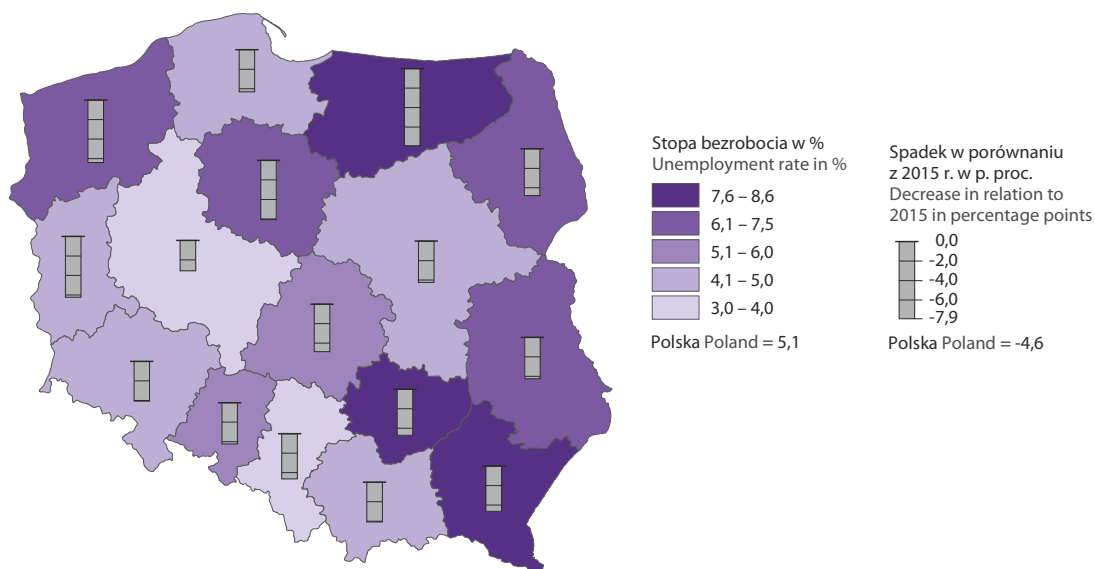 Stopa bezrobocia w %
Unemployment rate in %
7,6 – 8,6
6,1 – 7,5
5,1 – 6,0
4,1 – 5,0
3,0 – 4,0
Polska Poland = 5,1
Spadek w porównaniu
z 2015 r. w p. proc.
Decrease in relation to
2015 in percentage points
0,0
-2,0
-4,0
-6,0
-7,9
Polska Poland = -4,6